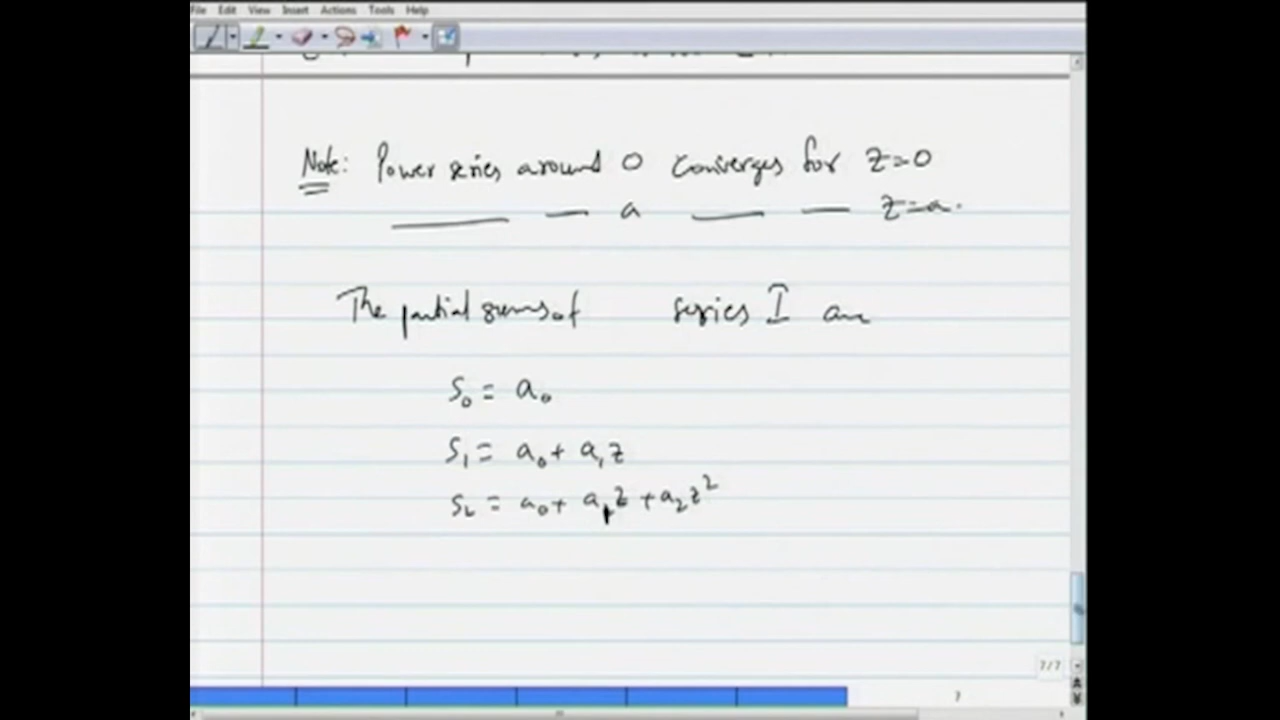 File Edit View Insert Actions Tools Help
Note: Power series around 0 converges for z=0
—— — a —— — z=a.
The partial sums of series I are
S₀ = a₀
S₁ = a₀ + a₁z
S₂ = a₀ + a₁z + a₂z²
7/7
7